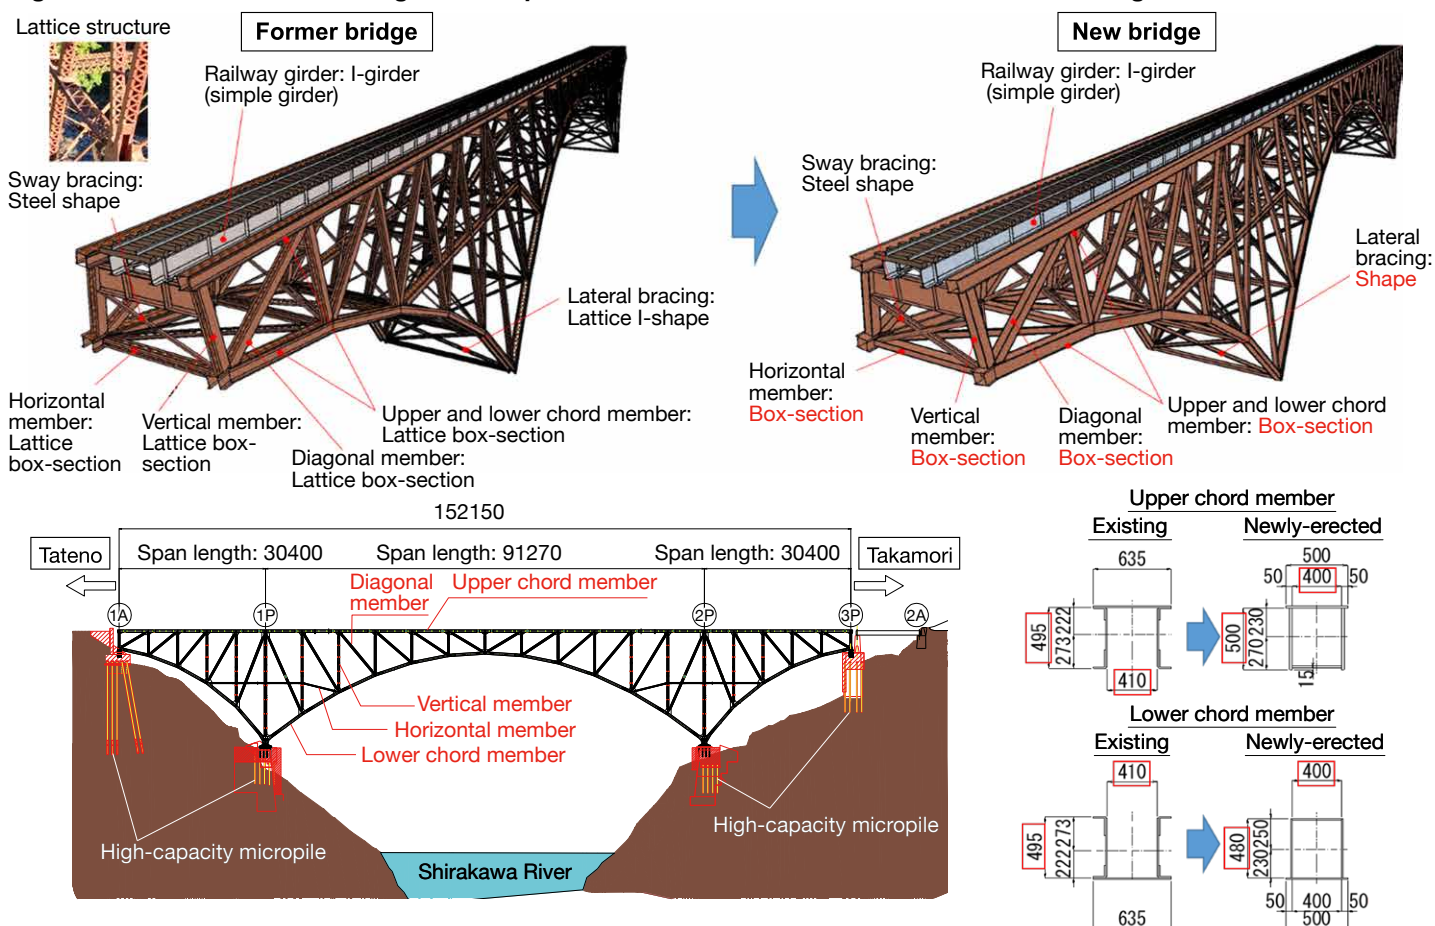 Lattice structure
Former bridge
Railway girder: I-girder
(simple girder)
Sway bracing:
Steel shape
Lateral bracing:
Lattice I-shape
Horizontal
member:
Lattice
box-section
Vertical member:
Lattice box-
section
Upper and lower chord member:
Lattice box-section
Diagonal member:
Lattice box-section
New bridge
Railway girder: I-girder
(simple girder)
Sway bracing:
Steel shape
Lateral
bracing:
Shape
Horizontal
member:
Box-section
Vertical
member:
Box-section
Diagonal
member:
Box-section
Upper and lower chord
member: Box-section
152150
Tateno
Span length: 30400
Span length: 91270
Span length: 30400
Takamori
Diagonal
member
Upper chord member
1A
1P
2P
3P
2A
Vertical member
Horizontal member
Lower chord member
High-capacity micropile
High-capacity micropile
Shirakawa River
Upper chord member
Existing
Newly-erected
635
495
273 222
410
500
50 400 50
500
270 230
15
Lower chord member
Existing
Newly-erected
410
495
222 273
635
400
480
230 250
50 400 50
500